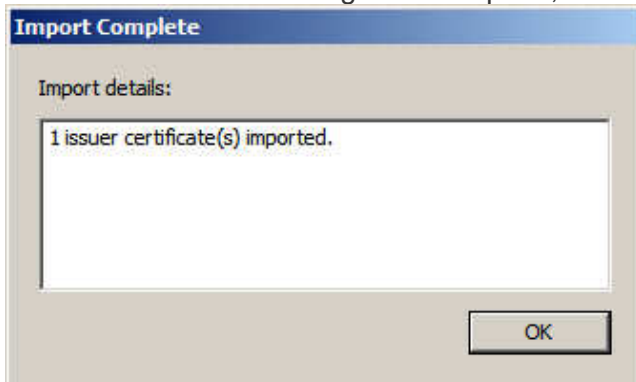 Import Complete
Import details:
1 issuer certificate(s) imported.
OK